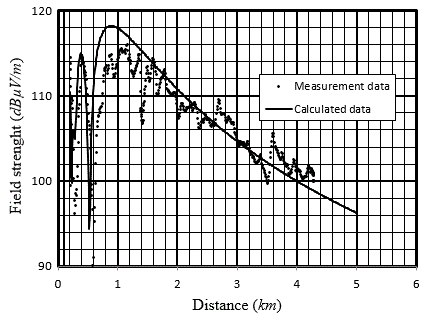 120
110
100
90
Field strenght (dBμV/m)
Measurement data
Calculated data
0 1 2 3 4 5 6
Distance (km)